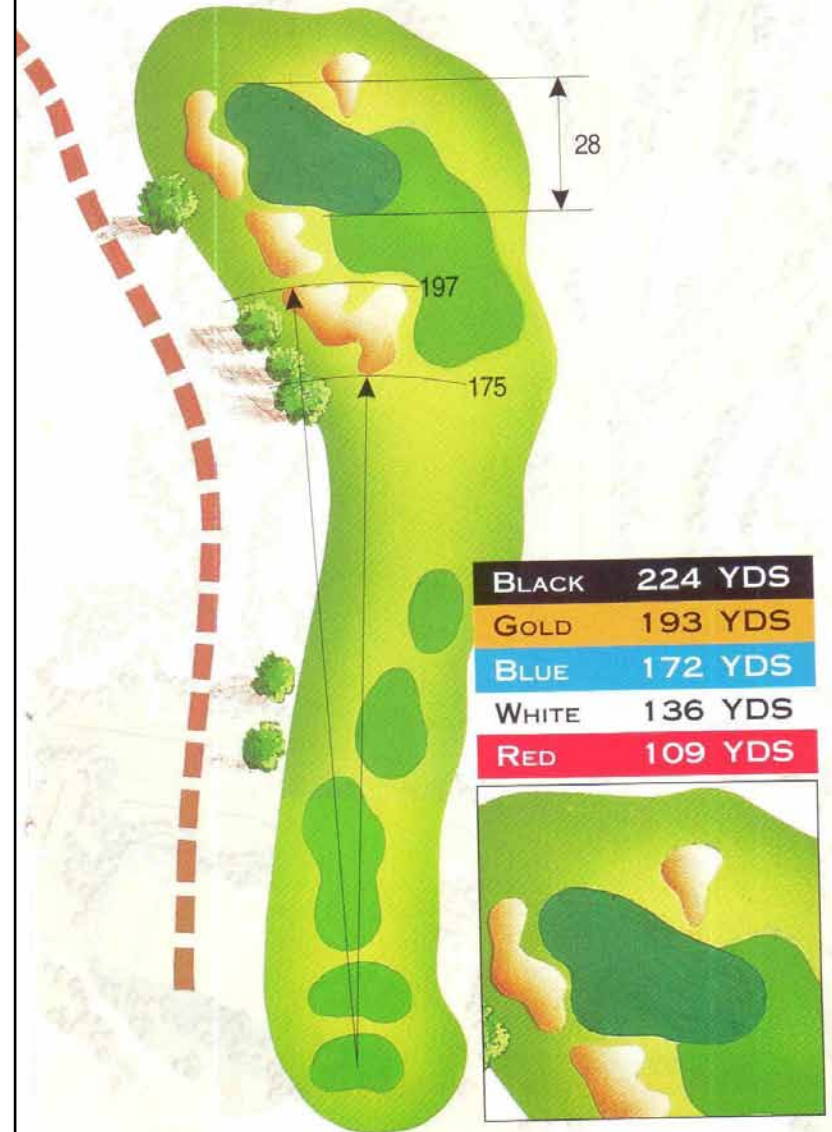 28
197
175
BLACK 224 YDS
GOLD 193 YDS
BLUE 172 YDS
WHITE 136 YDS
RED 109 YDS